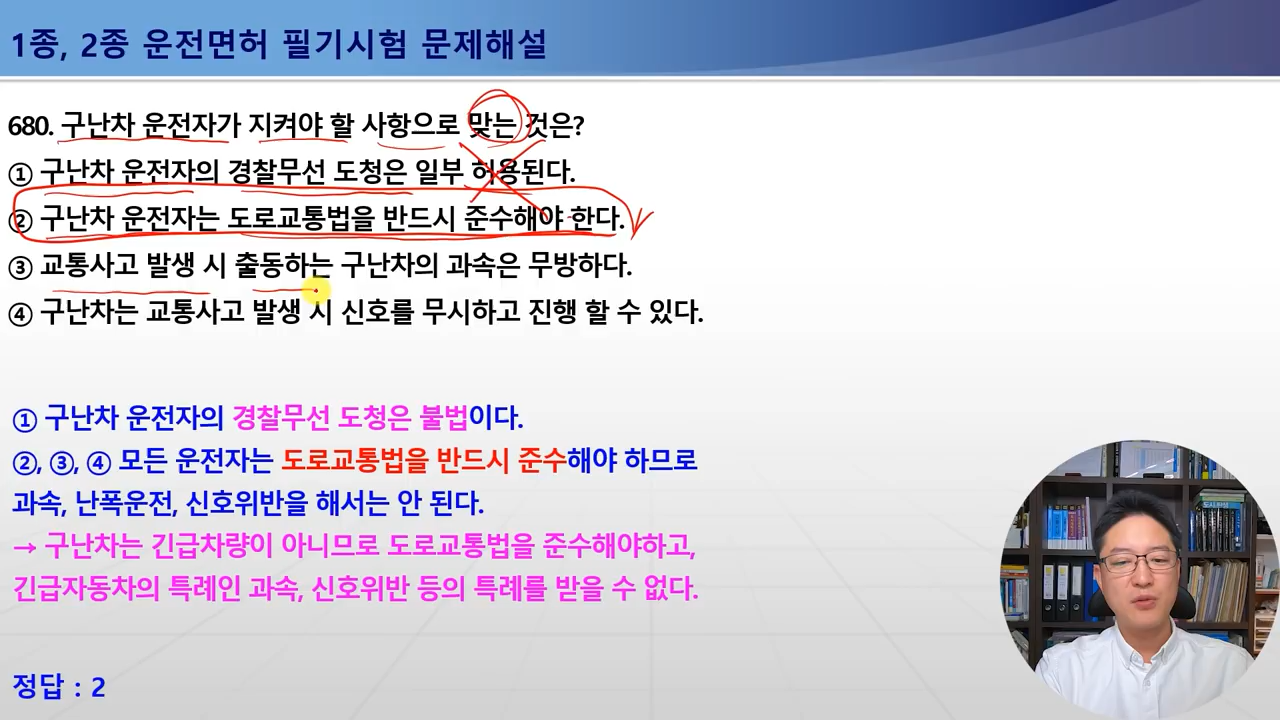 1종, 2종 운전면허 필기시험 문제해설
680. 구난차 운전자가 지켜야 할 사항으로 맞는 것은?
① 구난차 운전자의 경찰무선 도청은 일부 허용된다.
② 구난차 운전자는 도로교통법을 반드시 준수해야 한다.
③ 교통사고 발생 시 출동하는 구난차의 과속은 무방하다.
④ 구난차는 교통사고 발생 시 신호를 무시하고 진행 할 수 있다.
① 구난차 운전자의 경찰무선 도청은 불법이다.
②, ③, ④ 모든 운전자는 도로교통법을 반드시 준수해야 하므로
과속, 난폭운전, 신호위반을 해서는 안 된다.
→ 구난차는 긴급차량이 아니므로 도로교통법을 준수해야하고,
긴급자동차의 특례인 과속, 신호위반 등의 특례를 받을 수 없다.
정답 : 2